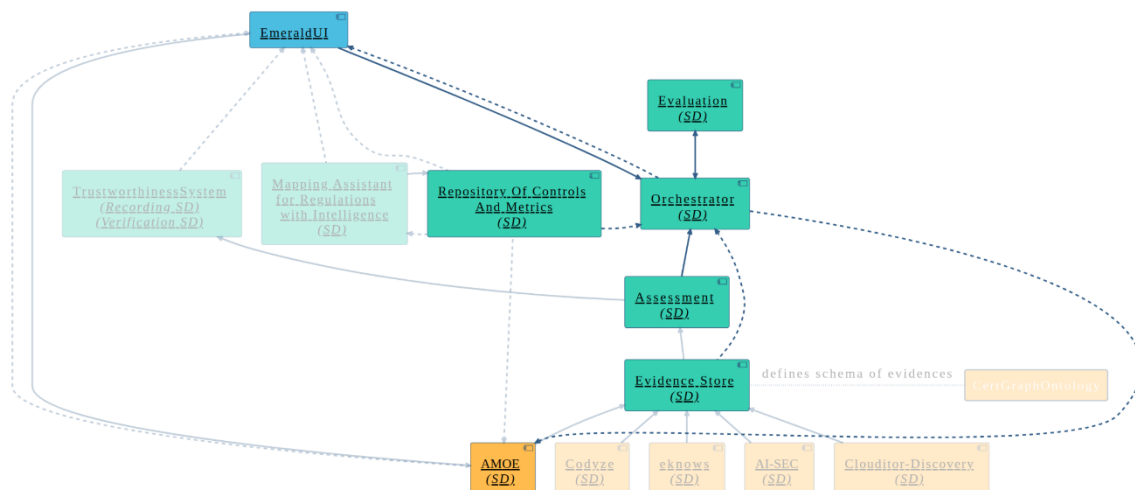 EmeraldUI
Evaluation
(SD)
TrustworthinessSystem
(Recording SD)
(Verification SD)
Mapping Assistant
for Regulations
with Intelligence
(SD)
Repository Of Controls
And Metrics
(SD)
Orchestrator
(SD)
Assessment
(SD)
Evidence Store
(SD)
defines schema of evidences
CertGraphOntology
AMOE
(SD)
Codyze
(SD)
eknows
(SD)
AI-SEC
(SD)
Clouditor-Discovery
(SD)